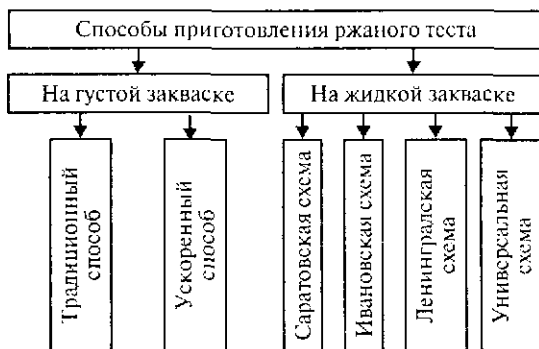 Способы приготовления ржаного теста
На густой закваске
На жидкой закваске
Традиционный
способ
Ускоренный
способ
Саратовская схема
Ивановская схема
Ленинградская
схема
Универсальная
схема